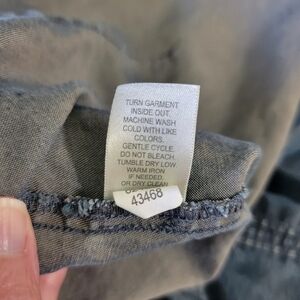 TURN GARMENT
INSIDE OUT.
MACHINE WASH
COLD WITH LIKE
COLORS.
GENTLE CYCLE.
DO NOT BLEACH.
TUMBLE DRY LOW.
WARM IRON
IF NEEDED.
OR DRY CLEAN
43468